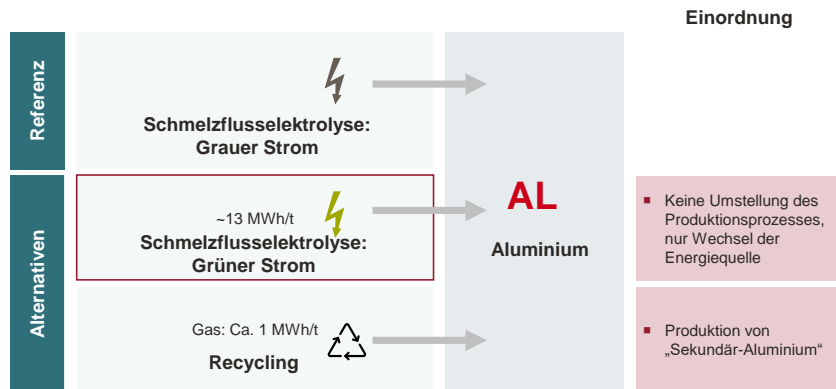 Einordnung
Referenz
Schmelzflusselektrolyse:
Grauer Strom
Alternativen
~13 MWh/t
Schmelzflusselektrolyse:
Grüner Strom
AL
Aluminium
▪ Keine Umstellung des
Produktionsprozesses,
nur Wechsel der
Energiequelle
Gas: Ca. 1 MWh/t
Recycling
▪ Produktion von
„Sekundär-Aluminium“